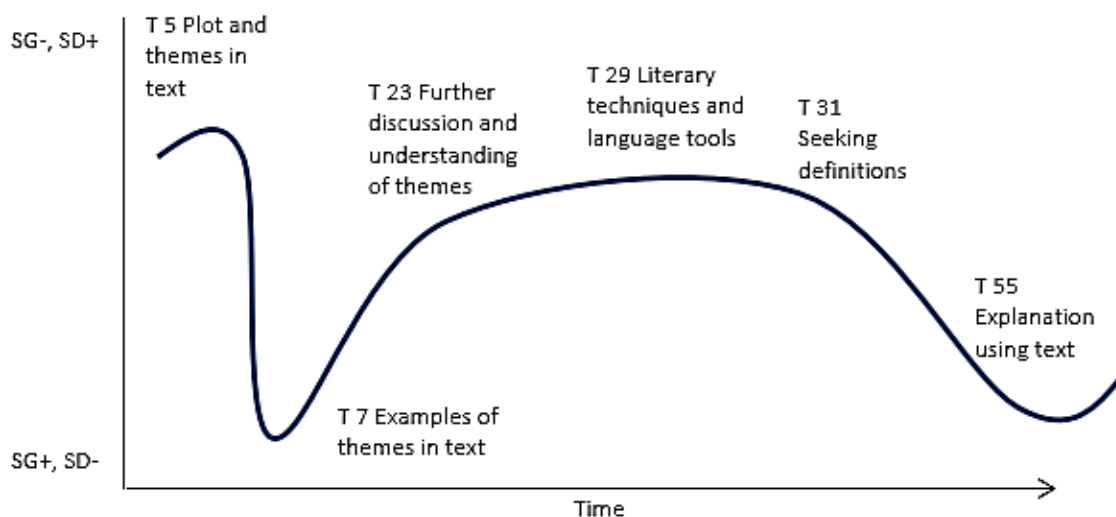 SG-, SD+
T 5 Plot and
themes in
text
T 23 Further
discussion and
understanding
of themes
T 29 Literary
techniques and
language tools
T 31
Seeking
definitions
T 55
Explanation
using text
T 7 Examples of
themes in text
SG+, SD-
Time